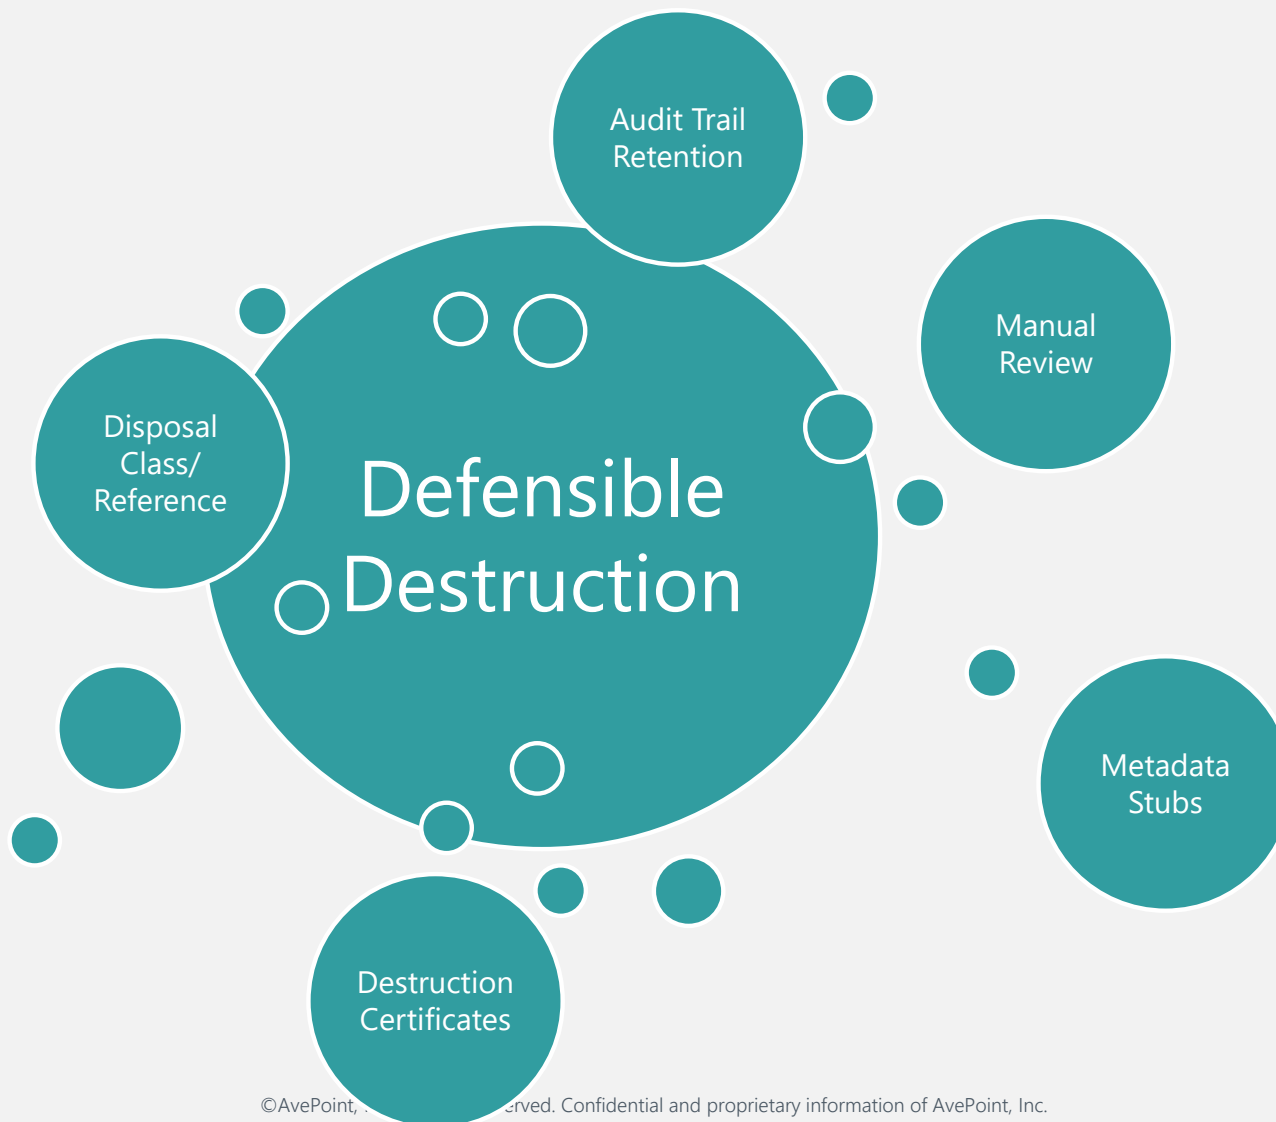 Audit Trail
Retention
Manual
Review
Disposal
Class/
Reference
Defensible
Destruction
Metadata
Stubs
Destruction
Certificates
©AvePoint, erved. Confidential and proprietary information of AvePoint, Inc.